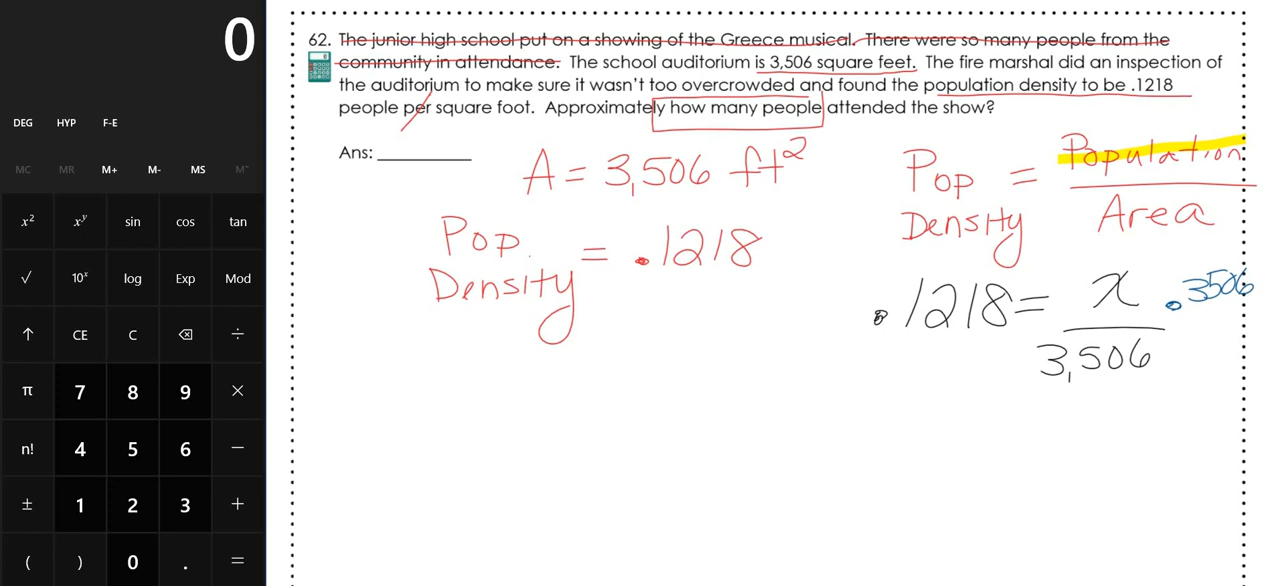 0
DEG HYP F-E
MC MR M+ M- MS M˅
x² xʸ sin cos tan
√ 10ˣ log Exp Mod
↑ CE C ⌫ ÷
π 7 8 9 ×
n! 4 5 6 −
± 1 2 3 +
( ) 0 . =
62. The junior high school put on a showing of the Greece musical. There were so many people from the
community in attendance. The school auditorium is 3,506 square feet. The fire marshal did an inspection of
the auditorium to make sure it wasn't too overcrowded and found the population density to be .1218
people per square foot. Approximately how many people attended the show?
Ans: __________
A = 3,506 ft²
Pop. Density = .1218
Pop Density = Population / Area
.1218 = x / 3,506 · 3506